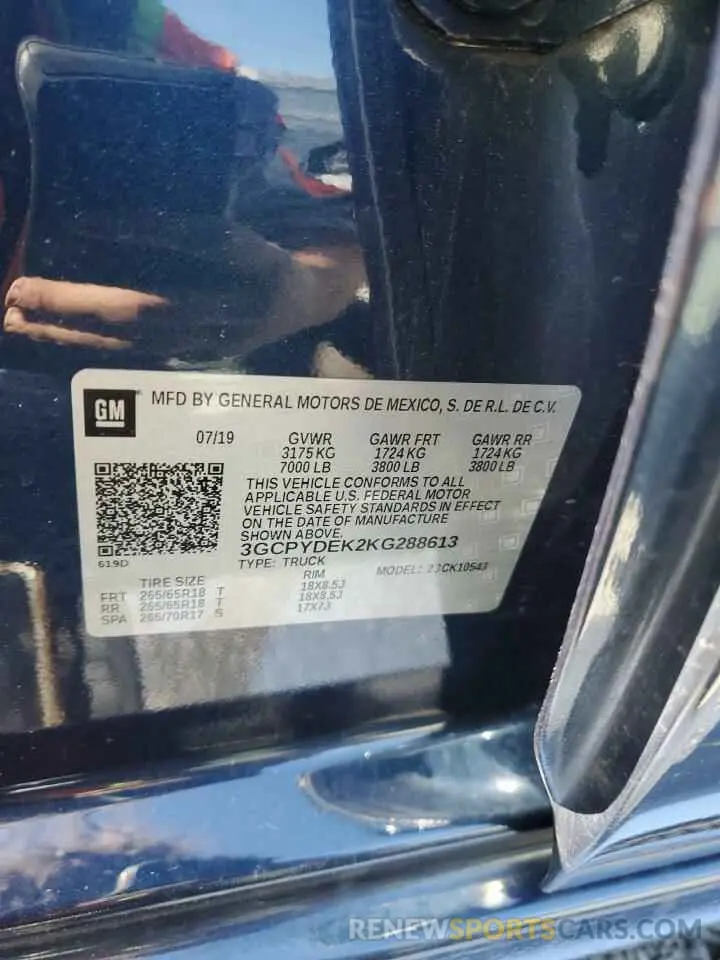 GM MFD BY GENERAL MOTORS DE MEXICO, S. DE R.L. DE C.V.
07/19 GVWR GAWR FRT GAWR RR
3175 KG 1724 KG 1724 KG
7000 LB 3800 LB 3800 LB
THIS VEHICLE CONFORMS TO ALL
APPLICABLE U.S. FEDERAL MOTOR
VEHICLE SAFETY STANDARDS IN EFFECT
ON THE DATE OF MANUFACTURE
SHOWN ABOVE.
3GCPYDEK2KG288613
619D TYPE: TRUCK MODEL: CK10543
TIRE SIZE RIM
FRT 265/65R18 T 18X8.5J
RR 265/65R18 T 18X8.5J
SPA 265/70R17 S 17X7J
RENEWSPORTSCARS.COM